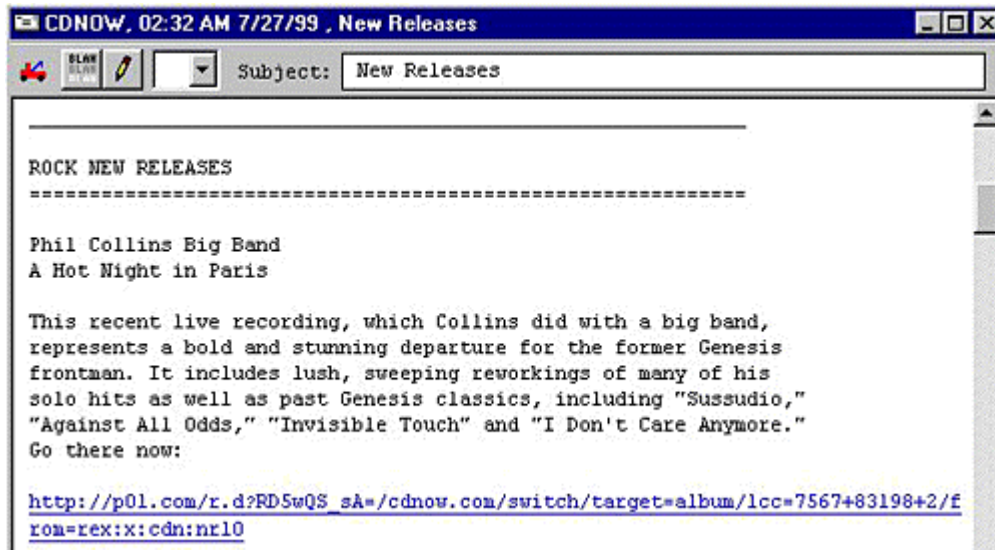 CDNOW, 02:32 AM 7/27/99 , New Releases
BLAH
Subject: New Releases
ROCK NEW RELEASES
============================================================
Phil Collins Big Band
A Hot Night in Paris
This recent live recording, which Collins did with a big band,
represents a bold and stunning departure for the former Genesis
frontman. It includes lush, sweeping reworkings of many of his
solo hits as well as past Genesis classics, including "Sussudio,"
"Against All Odds," "Invisible Touch" and "I Don't Care Anymore."
Go there now:
http://p0l.com/r.d?RD5wQS_sA=/cdnow.com/switch/target=album/lcc=7567+83198+2/f
rom=rex:x:cdn:nr10